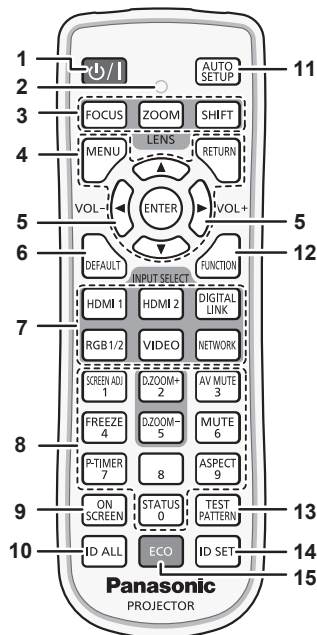 1
⏻/I
AUTO SETUP
11
2
3
FOCUS ZOOM SHIFT
LENS
4
MENU
RETURN
VOL-
ENTER
VOL+
5
5
6
DEFAULT
FUNCTION
12
INPUT SELECT
7
HDMI 1 HDMI 2 DIGITAL LINK
RGB1/2 VIDEO NETWORK
8
SCREEN ADJ 1
D.ZOOM+ 2
AV MUTE 3
FREEZE 4
D.ZOOM- 5
MUTE 6
P-TIMER 7
8
ASPECT 9
9
ON SCREEN
STATUS 0
TEST PATTERN
13
10
ID ALL ECO ID SET
14
15
Panasonic
PROJECTOR